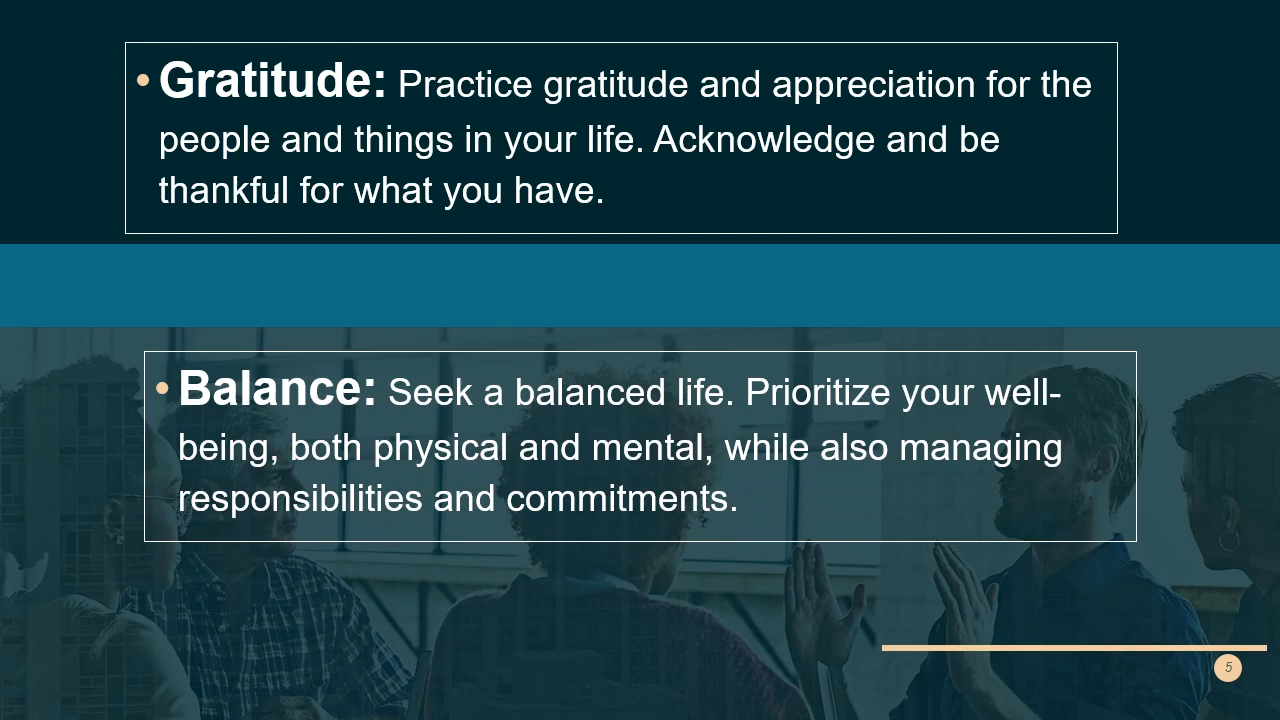 • Gratitude: Practice gratitude and appreciation for the
people and things in your life. Acknowledge and be
thankful for what you have.
• Balance: Seek a balanced life. Prioritize your well-
being, both physical and mental, while also managing
responsibilities and commitments.
5